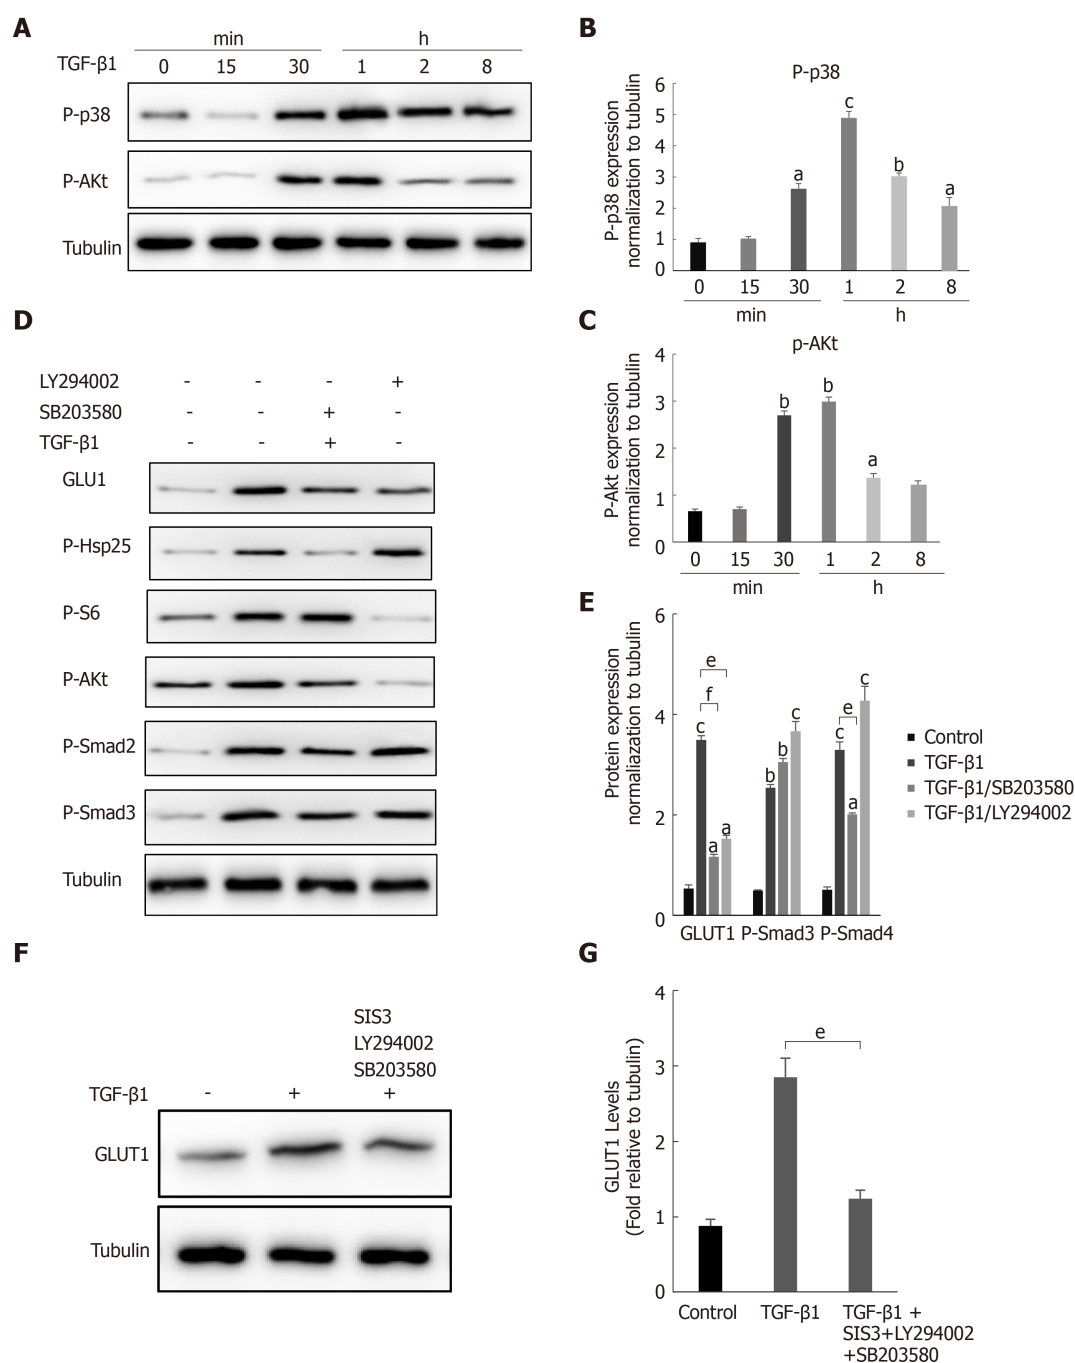 A
min h
TGF-β1 0 15 30 1 2 8
P-p38
P-AKt
Tubulin
B
P-p38
P-p38 expression
normalization to tubulin
6
5
4
3
2
1
0
a
c
b
a
0 15 30 1 2 8
min h
D
LY294002 - - - +
SB203580 - - + -
TGF-β1 - - + -
GLU1
P-Hsp25
P-S6
P-AKt
P-Smad2
P-Smad3
Tubulin
C
p-AKt
P-Akt expression
normalization to tubulin
4
3
2
1
0
b
b
a
0 15 30 1 2 8
min h
E
Protein expression
normaliazation to tubulin
6
4
2
0
e
f
c
a
a
b
b
c
e
c
a
c
GLUT1 P-Smad3 P-Smad4
Control
TGF-β1
TGF-β1/SB203580
TGF-β1/LY294002
F
SIS3
LY294002
SB203580
TGF-β1 - + +
GLUT1
Tubulin
G
GLUT1 Levels
(Fold relative to tubulin)
4
3
2
1
0
e
Control TGF-β1 TGF-β1 +
SIS3+LY294002
+SB203580